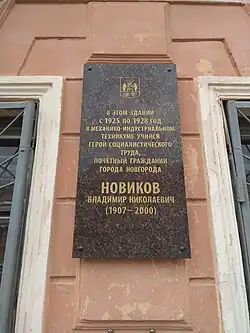 В ЭТОМ ЗДАНИИ
С 1925 ПО 1928 ГОД
В МЕХАНИКО-ИНДУСТРИАЛЬНОМ
ТЕХНИКУМЕ УЧИЛСЯ
ГЕРОЙ СОЦИАЛИСТИЧЕСКОГО
ТРУДА,
ПОЧЁТНЫЙ ГРАЖДАНИН
ГОРОДА НОВГОРОДА
НОВИКОВ
ВЛАДИМИР НИКОЛАЕВИЧ
(1907-2000)